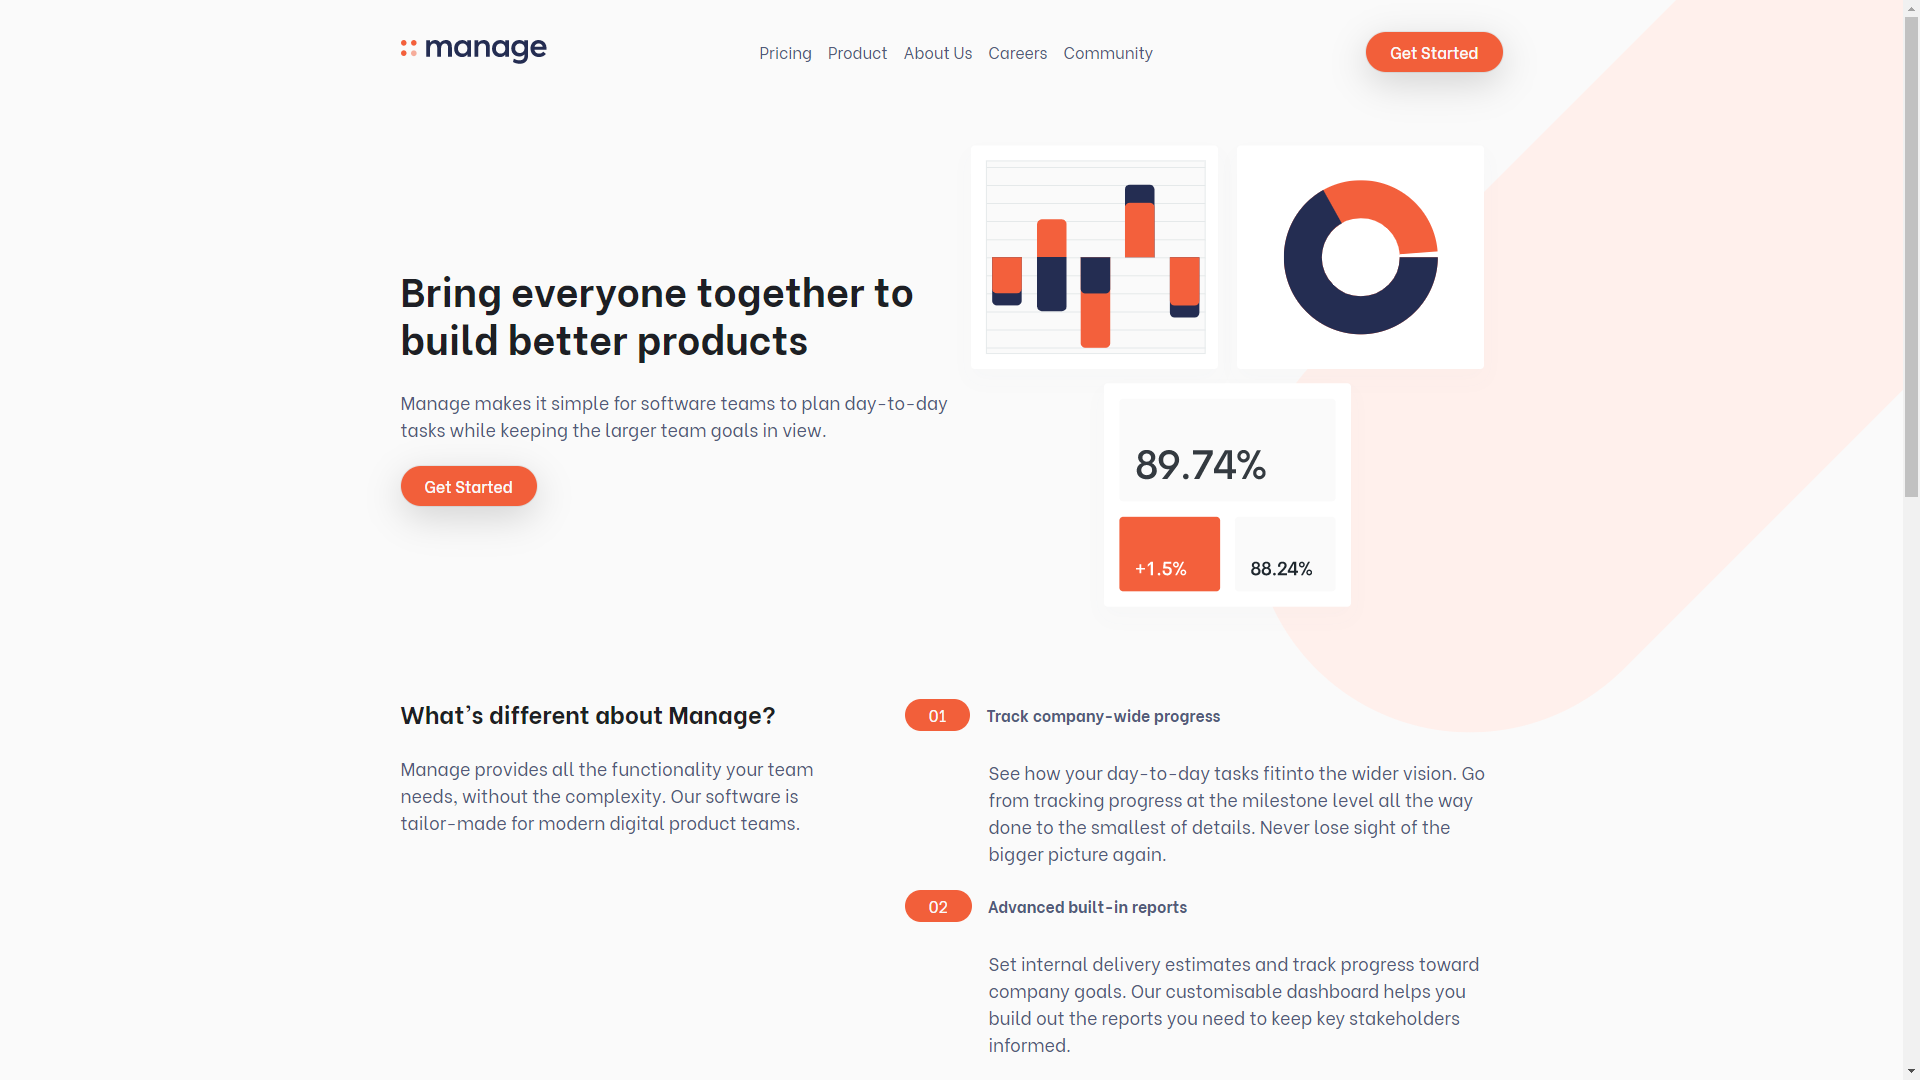 manage
Pricing Product About Us Careers Community
Get Started
Bring everyone together to
build better products
Manage makes it simple for software teams to plan day-to-day
tasks while keeping the larger team goals in view.
Get Started
89.74%
+1.5%
88.24%
What's different about Manage?
Manage provides all the functionality your team
needs, without the complexity. Our software is
tailor-made for modern digital product teams.
01
Track company-wide progress
See how your day-to-day tasks fitinto the wider vision. Go
from tracking progress at the milestone level all the way
done to the smallest of details. Never lose sight of the
bigger picture again.
02
Advanced built-in reports
Set internal delivery estimates and track progress toward
company goals. Our customisable dashboard helps you
build out the reports you need to keep key stakeholders
informed.